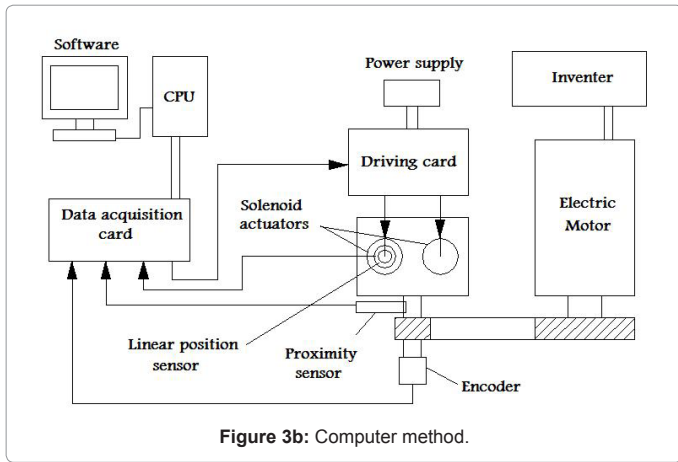 Software
CPU
Power supply
Inventer
Driving card
Electric
Motor
Data acquisition
card
Solenoid
actuators
Linear position
sensor
Proximity
sensor
Encoder
Figure 3b: Computer method.